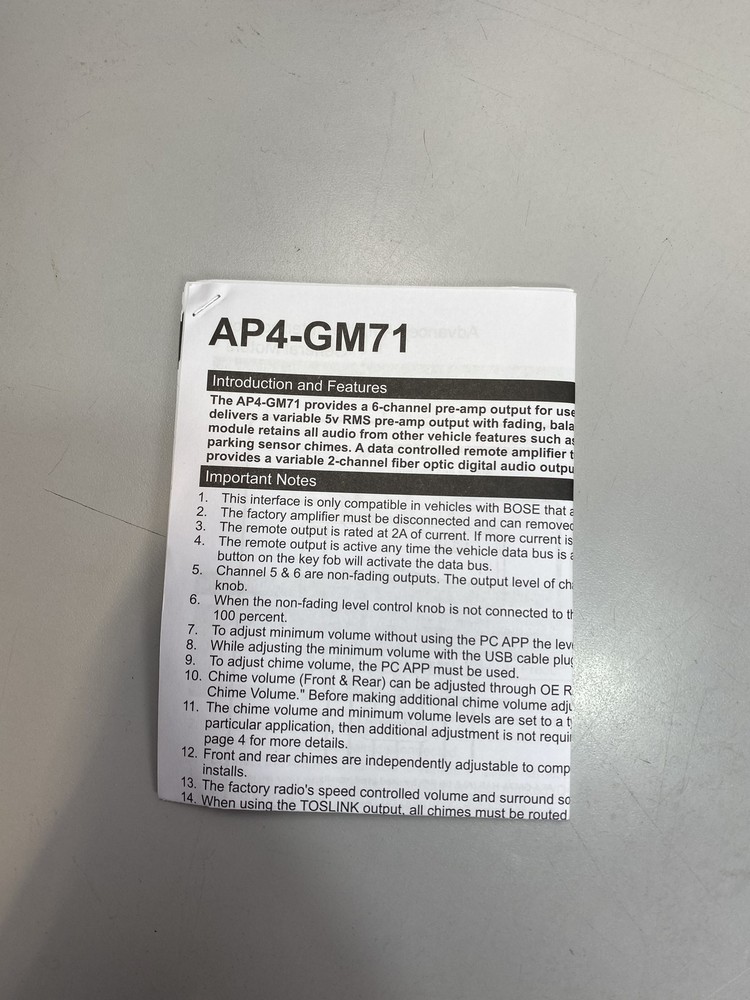 AP4-GM71
Introduction and Features
The AP4-GM71 provides a 6-channel pre-amp output for use
delivers a variable 5v RMS pre-amp output with fading, bala
module retains all audio from other vehicle features such as
parking sensor chimes. A data controlled remote amplifier t
provides a variable 2-channel fiber optic digital audio outpu
Important Notes
1. This interface is only compatible in vehicles with BOSE that a
2. The factory amplifier must be disconnected and can removed
3. The remote output is rated at 2A of current. If more current is
4. The remote output is active any time the vehicle data bus is a
button on the key fob will activate the data bus.
5. Channel 5 & 6 are non-fading outputs. The output level of ch
knob.
6. When the non-fading level control knob is not connected to th
100 percent.
7. To adjust minimum volume without using the PC APP the leve
8. While adjusting the minimum volume with the USB cable plug
9. To adjust chime volume, the PC APP must be used.
10. Chime volume (Front & Rear) can be adjusted through OE R
Chime Volume." Before making additional chime volume adju
11. The chime volume and minimum volume levels are set to a ty
particular application, then additional adjustment is not requir
page 4 for more details.
12. Front and rear chimes are independently adjustable to comp
installs.
13. The factory radio's speed controlled volume and surround so
14. When using the TOSLINK output, all chimes must be routed